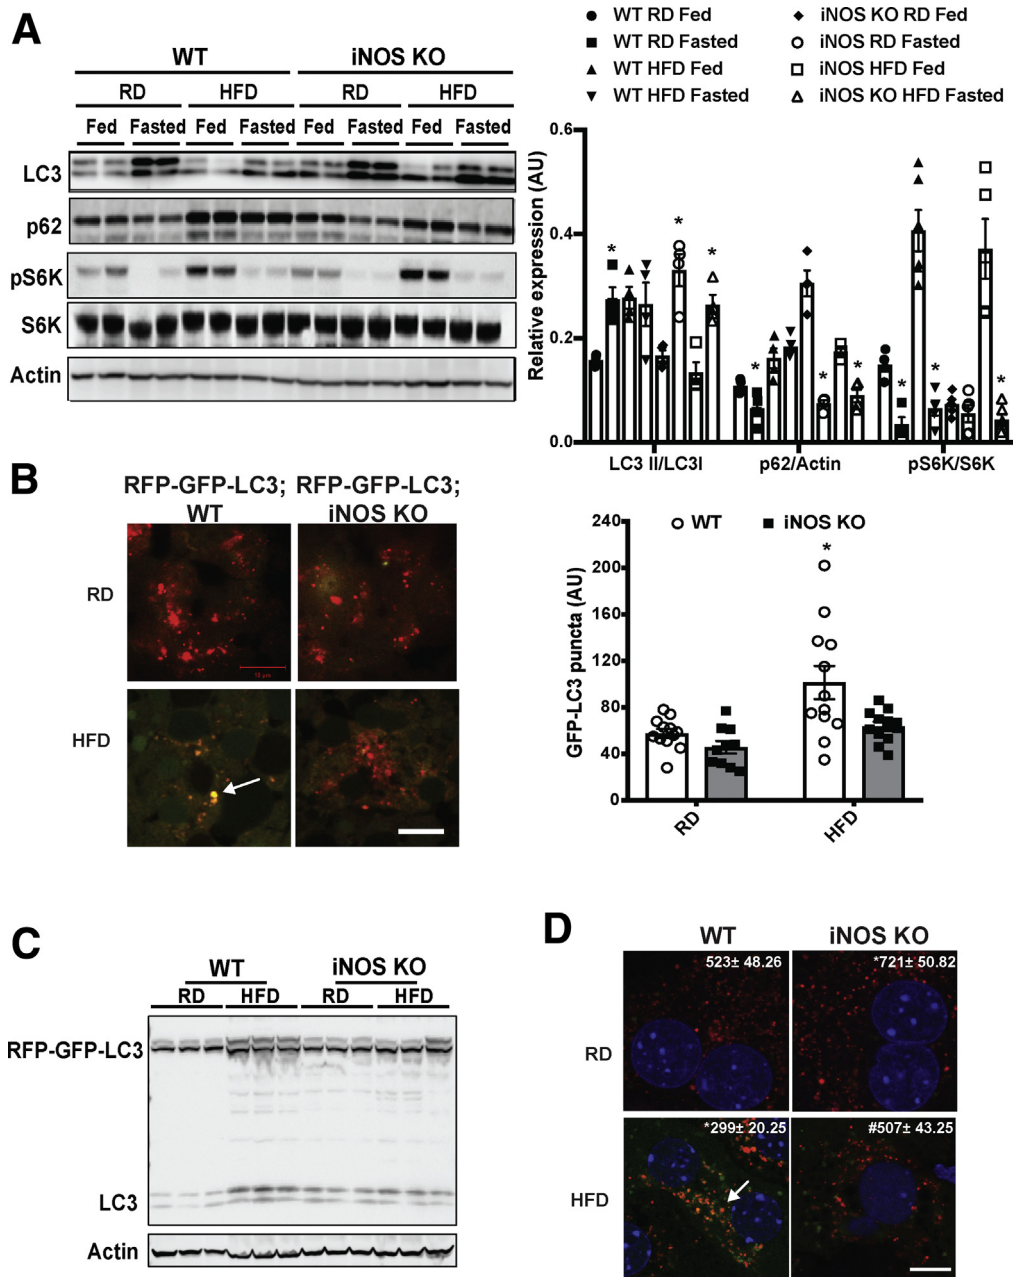 A
WT
iNOS KO
RD
HFD
RD
HFD
Fed
Fasted
Fed
Fasted
Fed
Fasted
Fed
Fasted
LC3
p62
pS6K
S6K
Actin
WT RD Fed
iNOS KO RD Fed
WT RD Fasted
iNOS RD Fasted
WT HFD Fed
iNOS HFD Fed
WT HFD Fasted
iNOS KO HFD Fasted
Relative expression (AU)
0.6
0.4
0.2
0.0
*
*
*
*
*
*
*
*
*
LC3 II/LC3I
p62/Actin
pS6K/S6K
B
RFP-GFP-LC3;
WT
RFP-GFP-LC3;
iNOS KO
RD
HFD
10 µm
WT
iNOS KO
GFP-LC3 puncta (AU)
240
200
160
120
80
40
0
*
RD
HFD
C
WT
iNOS KO
RD
HFD
RD
HFD
RFP-GFP-LC3
LC3
Actin
D
WT
iNOS KO
RD
523± 48.26
*721± 50.82
HFD
*299± 20.25
#507± 43.25